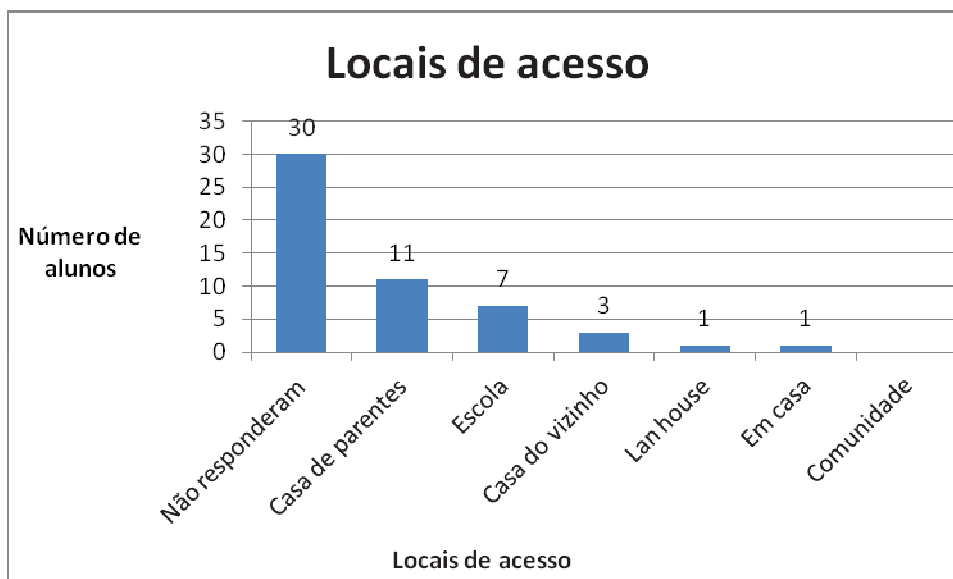 Locais de acesso
35
30
25
20
15
10
5
0
Número de
alunos
30
11
7
3
1
1
Não responderam
Casa de parentes
Escola
Casa do vizinho
Lan house
Em casa
Comunidade
Locais de acesso